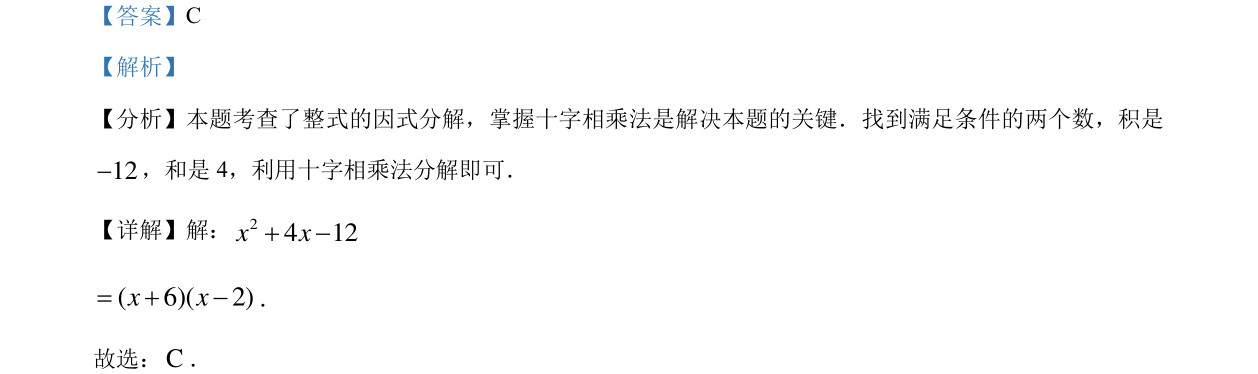 【答案】C
【解析】
【分析】本题考查了整式的因式分解，掌握十字相乘法是解决本题的关键．找到满足条件的两个数，积是
−12，和是 4，利用十字相乘法分解即可．
【详解】解： x²+4x−12
=(x+6)(x−2)．
故选：C．